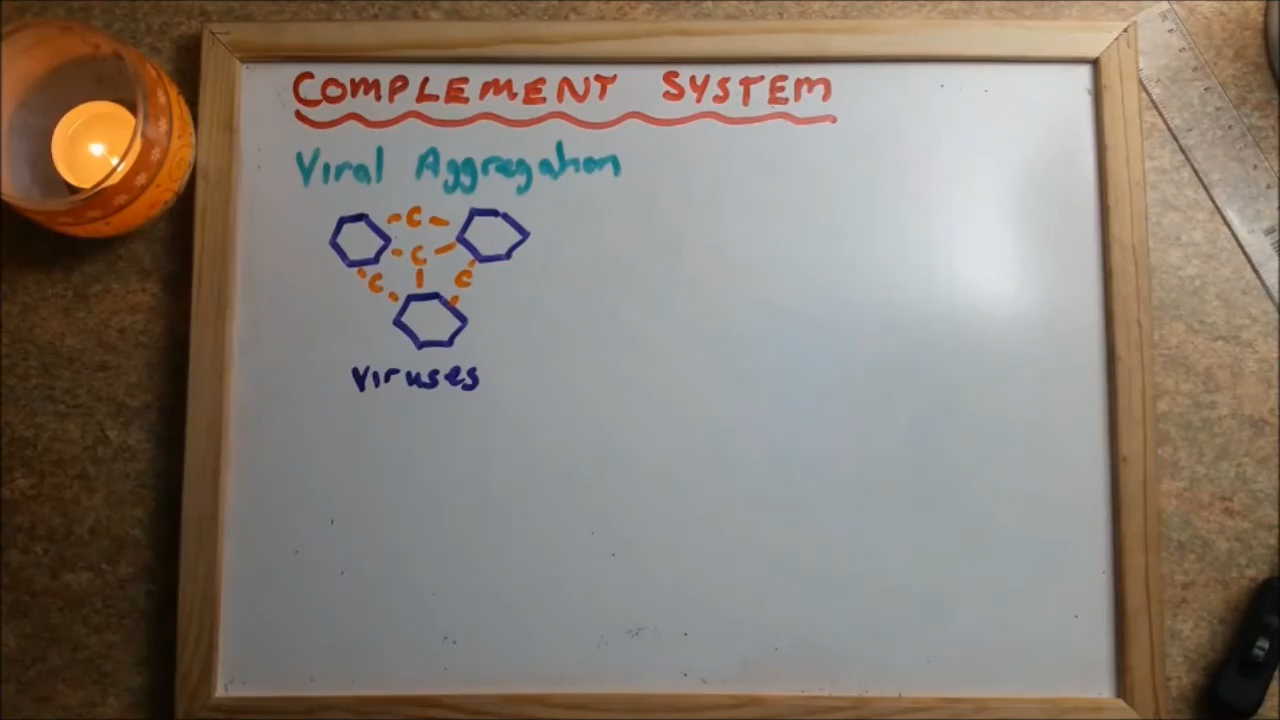 COMPLEMENT SYSTEM
Viral Aggregation
C
C
C C
Viruses